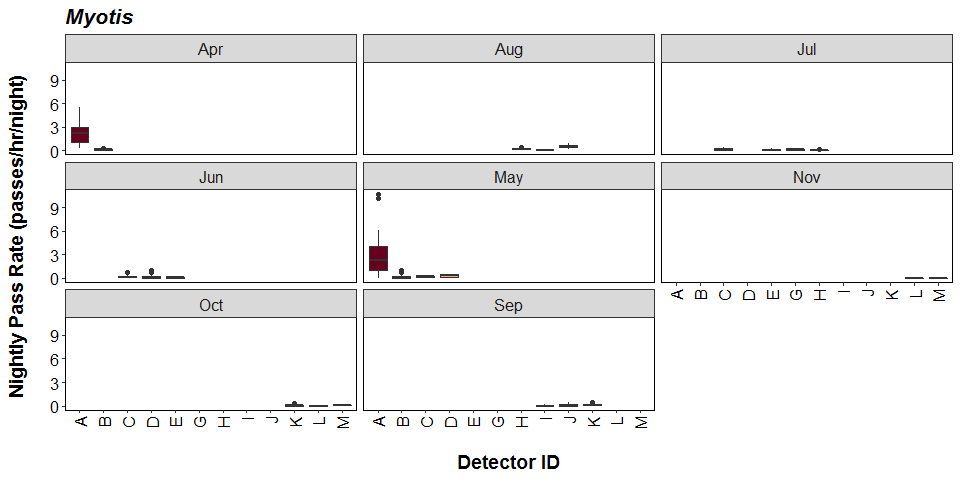 Myotis
Nightly Pass Rate (passes/hr/night)
Apr
Aug
Jul
9
6
3
0
Jun
May
Nov
9
6
3
0
A B C D E G H I J K L M
Oct
Sep
9
6
3
0
A B C D E G H I J K L M
A B C D E G H I J K L M
Detector ID